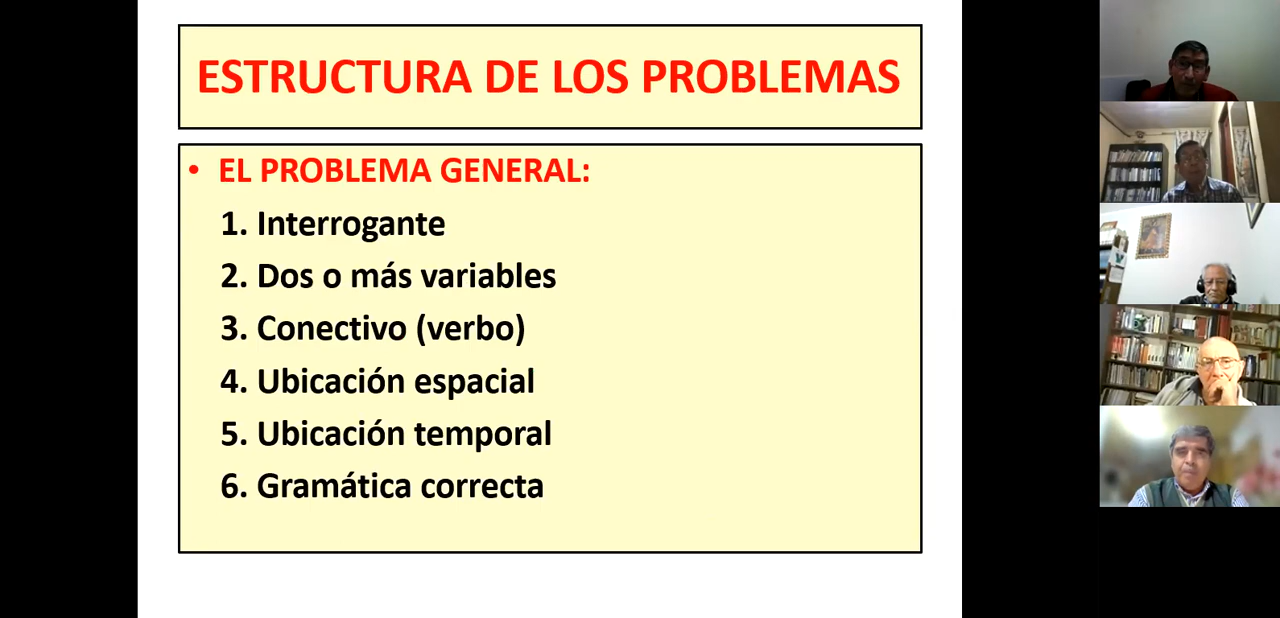 ESTRUCTURA DE LOS PROBLEMAS
• EL PROBLEMA GENERAL:
1. Interrogante
2. Dos o más variables
3. Conectivo (verbo)
4. Ubicación espacial
5. Ubicación temporal
6. Gramática correcta